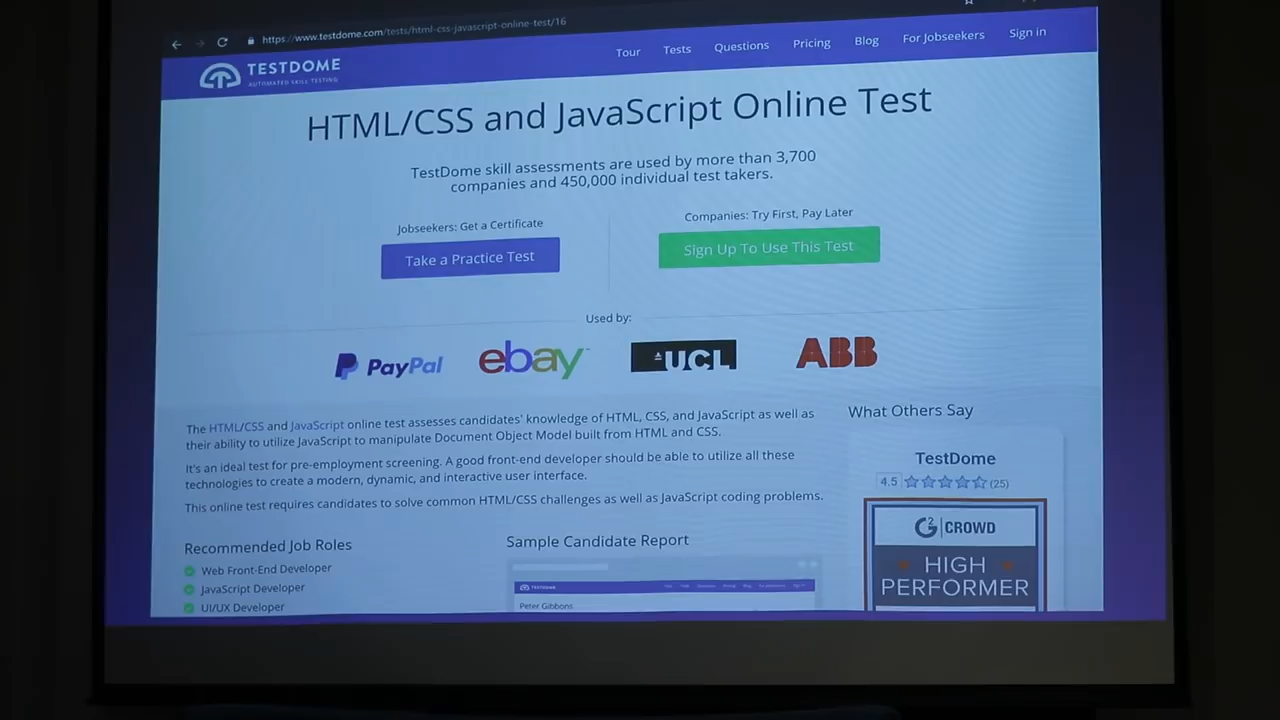 https://www.testdome.com/tests/html-css-javascript-online-test/16
TESTDOME
AUTOMATED SKILL TESTING
Tour Tests Questions Pricing Blog For Jobseekers Sign in
HTML/CSS and JavaScript Online Test
TestDome skill assessments are used by more than 3,700
companies and 450,000 individual test takers.
Jobseekers: Get a Certificate
Take a Practice Test
Companies: Try First, Pay Later
Sign Up To Use This Test
Used by:
PayPal ebay UCL ABB
The HTML/CSS and JavaScript online test assesses candidates' knowledge of HTML, CSS, and JavaScript as well as
their ability to utilize JavaScript to manipulate Document Object Model built from HTML and CSS.
It's an ideal test for pre-employment screening. A good front-end developer should be able to utilize all these
technologies to create a modern, dynamic, and interactive user interface.
This online test requires candidates to solve common HTML/CSS challenges as well as JavaScript coding problems.
Recommended Job Roles
Web Front-End Developer
JavaScript Developer
UI/UX Developer
Sample Candidate Report
TESTDOME
Peter Gibbons
What Others Say
TestDome
4.5 (25)
G2 CROWD
HIGH
PERFORMER